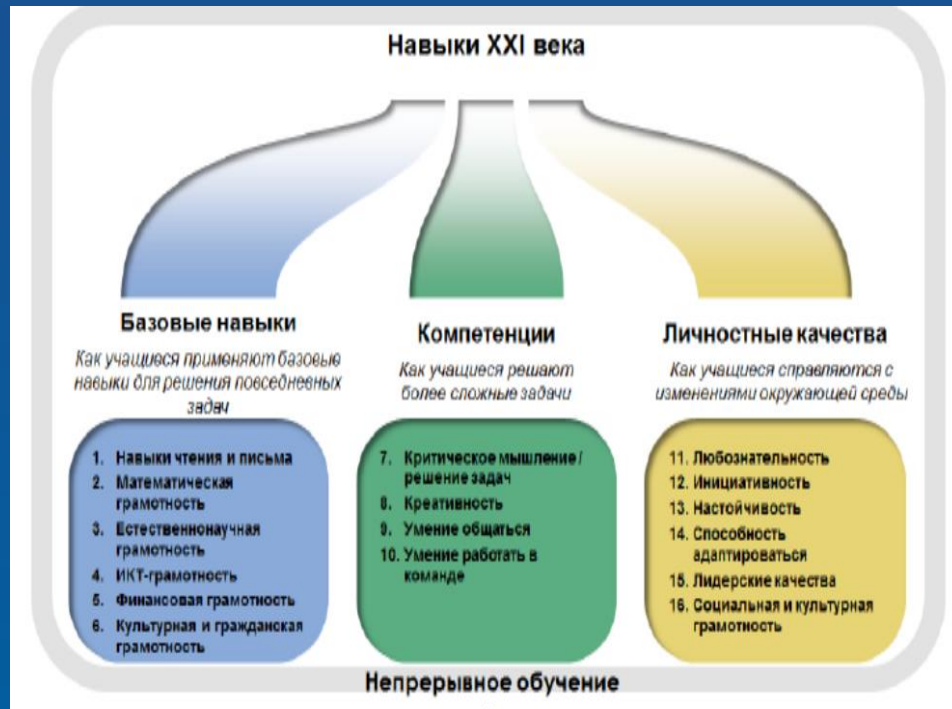 Навыки XXI века
Базовые навыки
Как учащиеся применяют базовые
навыки для решения повседневных
задач
1. Навыки чтения и письма
2. Математическая
грамотность
3. Естественнонаучная
грамотность
4. ИКТ-грамотность
5. Финансовая грамотность
6. Культурная и гражданская
грамотность
Компетенции
Как учащиеся решают
более сложные задачи
7. Критическое мышление /
решение задач
8. Креативность
9. Умение общаться
10. Умение работать в
команде
Личностные качества
Как учащиеся справляются с
изменениями окружающей среды
11. Любознательность
12. Инициативность
13. Настойчивость
14. Способность
адаптироваться
15. Лидерские качества
16. Социальная и культурная
грамотность
Непрерывное обучение